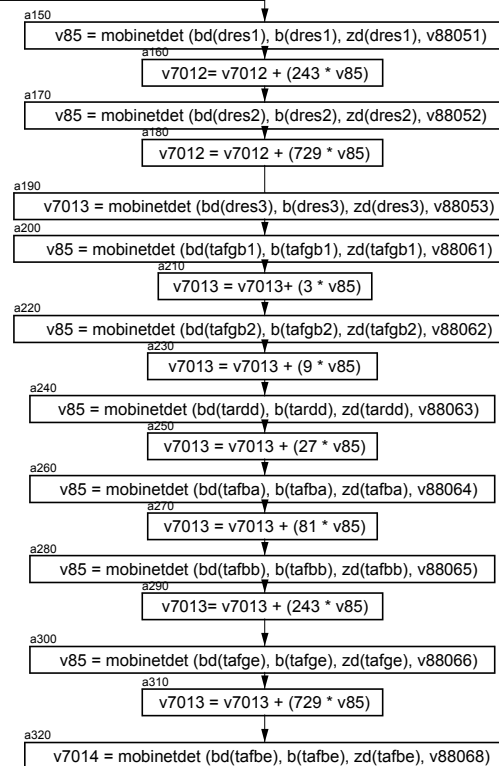 a150
v85 = mobinetdet (bd(dres1), b(dres1), zd(dres1), v88051)
a160
v7012= v7012 + (243 * v85)
a170
v85 = mobinetdet (bd(dres2), b(dres2), zd(dres2), v88052)
a180
v7012 = v7012 + (729 * v85)
a190
v7013 = mobinetdet (bd(dres3), b(dres3), zd(dres3), v88053)
a200
v85 = mobinetdet (bd(tafgb1), b(tafgb1), zd(tafgb1), v88061)
a210
v7013 = v7013+ (3 * v85)
a220
v85 = mobinetdet (bd(tafgb2), b(tafgb2), zd(tafgb2), v88062)
a230
v7013 = v7013 + (9 * v85)
a240
v85 = mobinetdet (bd(tardd), b(tardd), zd(tardd), v88063)
a250
v7013 = v7013 + (27 * v85)
a260
v85 = mobinetdet (bd(tafba), b(tafba), zd(tafba), v88064)
a270
v7013 = v7013 + (81 * v85)
a280
v85 = mobinetdet (bd(tafbb), b(tafbb), zd(tafbb), v88065)
a290
v7013= v7013 + (243 * v85)
a300
v85 = mobinetdet (bd(tafge), b(tafge), zd(tafge), v88066)
a310
v7013 = v7013 + (729 * v85)
a320
v7014 = mobinetdet (bd(tafbe), b(tafbe), zd(tafbe), v88068)